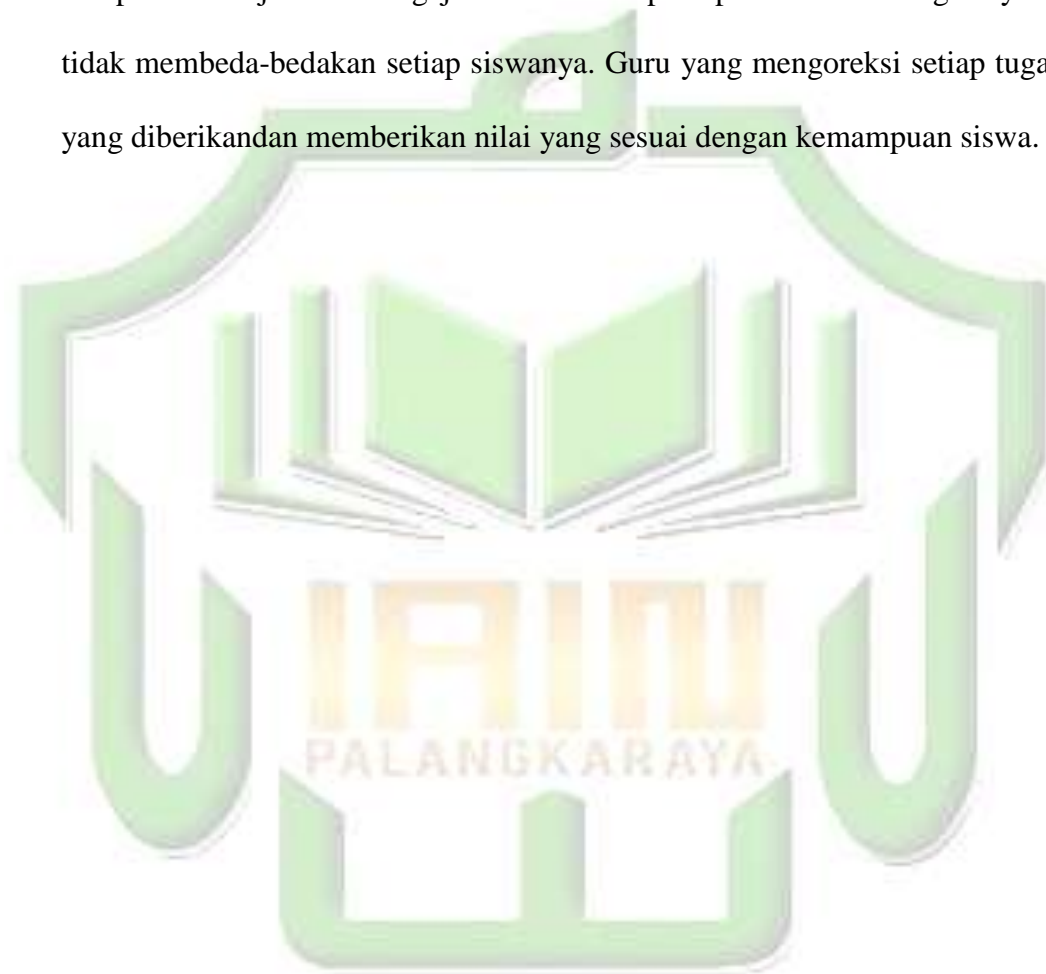 tidak membeda-bedakan setiap siswanya. Guru yang mengoreksi setiap tuga
yang diberikandan memberikan nilai yang sesuai dengan kemampuan siswa.
IAIN
PALANGKARAYA